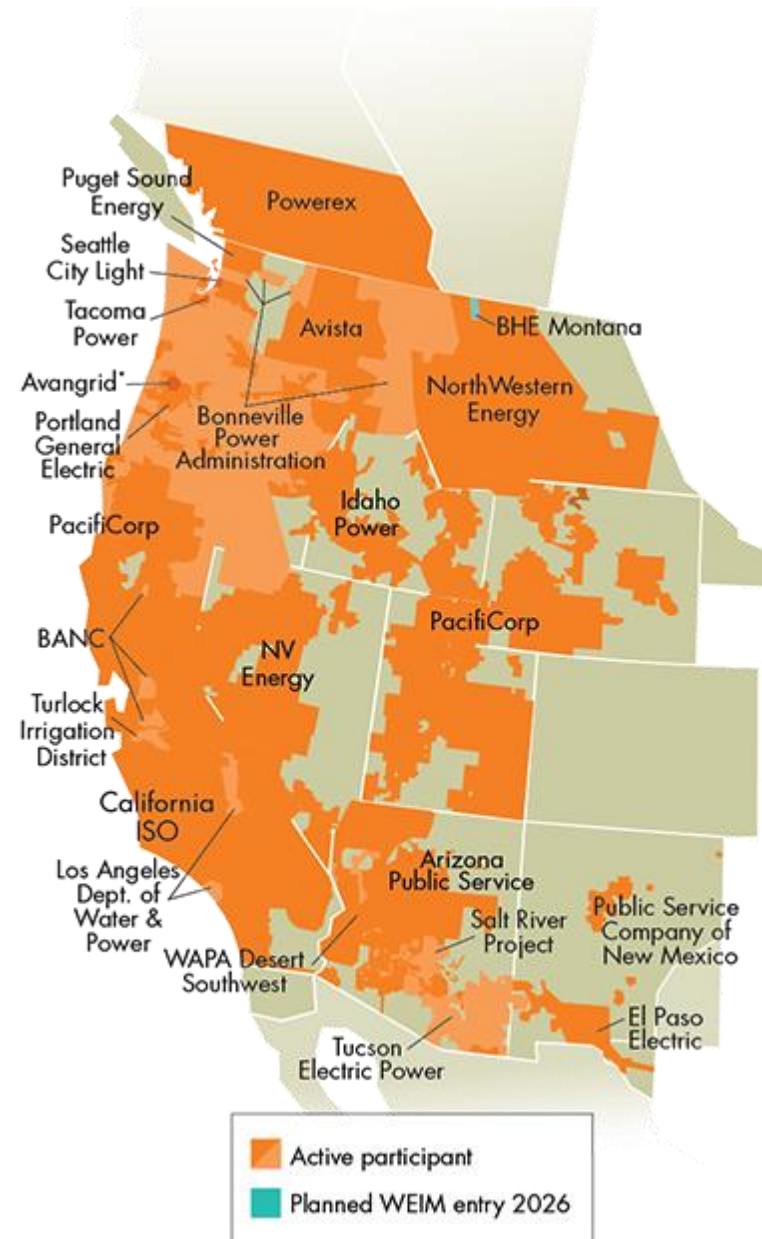 Puget Sound
Energy
Powerex
Seattle
City Light
Tacoma
Power
Avista
BHE Montana
Avangrid*
NorthWestern
Energy
Portland
General
Electric
Bonneville
Power
Administration
PacifiCorp
Idaho
Power
BANC
NV
Energy
PacifiCorp
Turlock
Irrigation
District
California
ISO
Los Angeles
Dept. of
Water &
Power
Arizona
Public Service
Salt River
Project
Public Service
Company of
New Mexico
WAPA Desert
Southwest
El Paso
Electric
Tucson
Electric Power
Active participant
Planned WEIM entry 2026